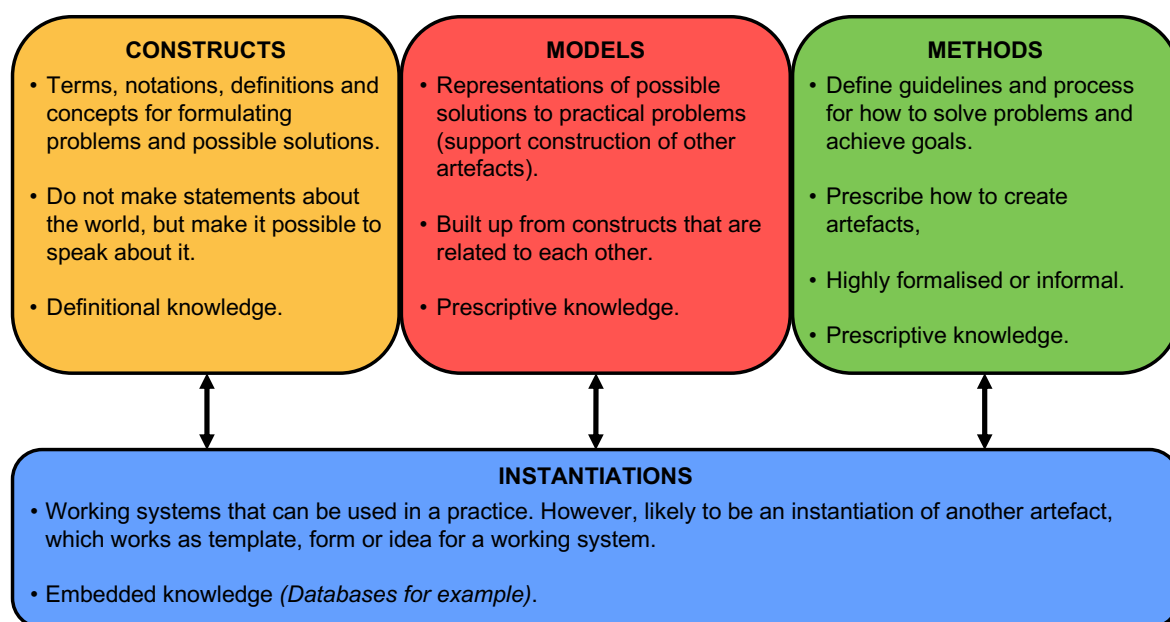 CONSTRUCTS
• Terms, notations, definitions and
concepts for formulating
problems and possible solutions.
• Do not make statements about
the world, but make it possible to
speak about it.
• Definitional knowledge.
MODELS
• Representations of possible
solutions to practical problems
(support construction of other
artefacts).
• Built up from constructs that are
related to each other.
• Prescriptive knowledge.
METHODS
• Define guidelines and process
for how to solve problems and
achieve goals.
• Prescribe how to create
artefacts,
• Highly formalised or informal.
• Prescriptive knowledge.
INSTANTIATIONS
• Working systems that can be used in a practice. However, likely to be an instantiation of another artefact,
which works as template, form or idea for a working system.
• Embedded knowledge (Databases for example).